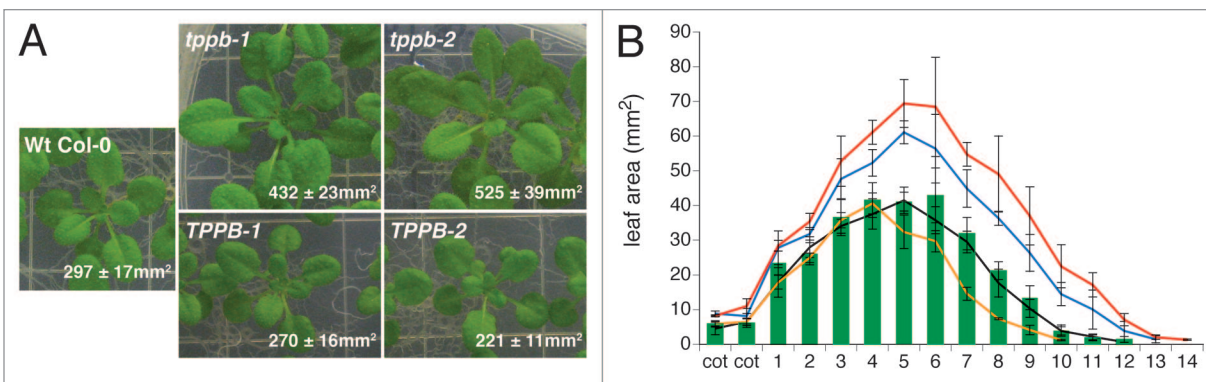 A
Wt Col-0
297 ± 17mm²
tppb-1
432 ± 23mm²
tppb-2
525 ± 39mm²
TPPB-1
270 ± 16mm²
TPPB-2
221 ± 11mm²
B
leaf area (mm²)
90
80
70
60
50
40
30
20
10
0
cot cot 1 2 3 4 5 6 7 8 9 10 11 12 13 14